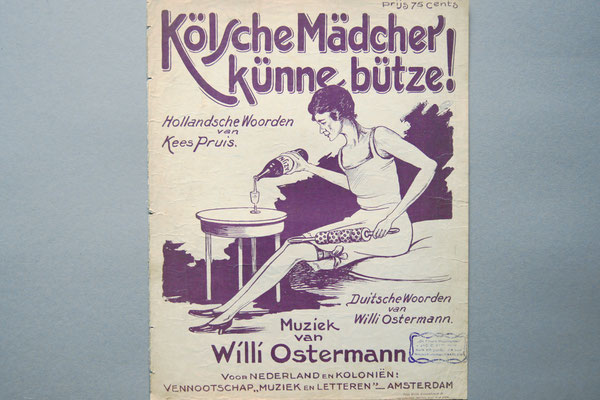 Prijs 75 Cents
Kölsche Mädcher
künne bütze!
Hollandsche Woorden
van
Kees Pruis.
Duitsche Woorden
van
Willi Ostermann.
Muziek
van
Willi Ostermann
Voor Nederland en Koloniën:
Vennootschap „Muziek en Letteren" – Amsterdam